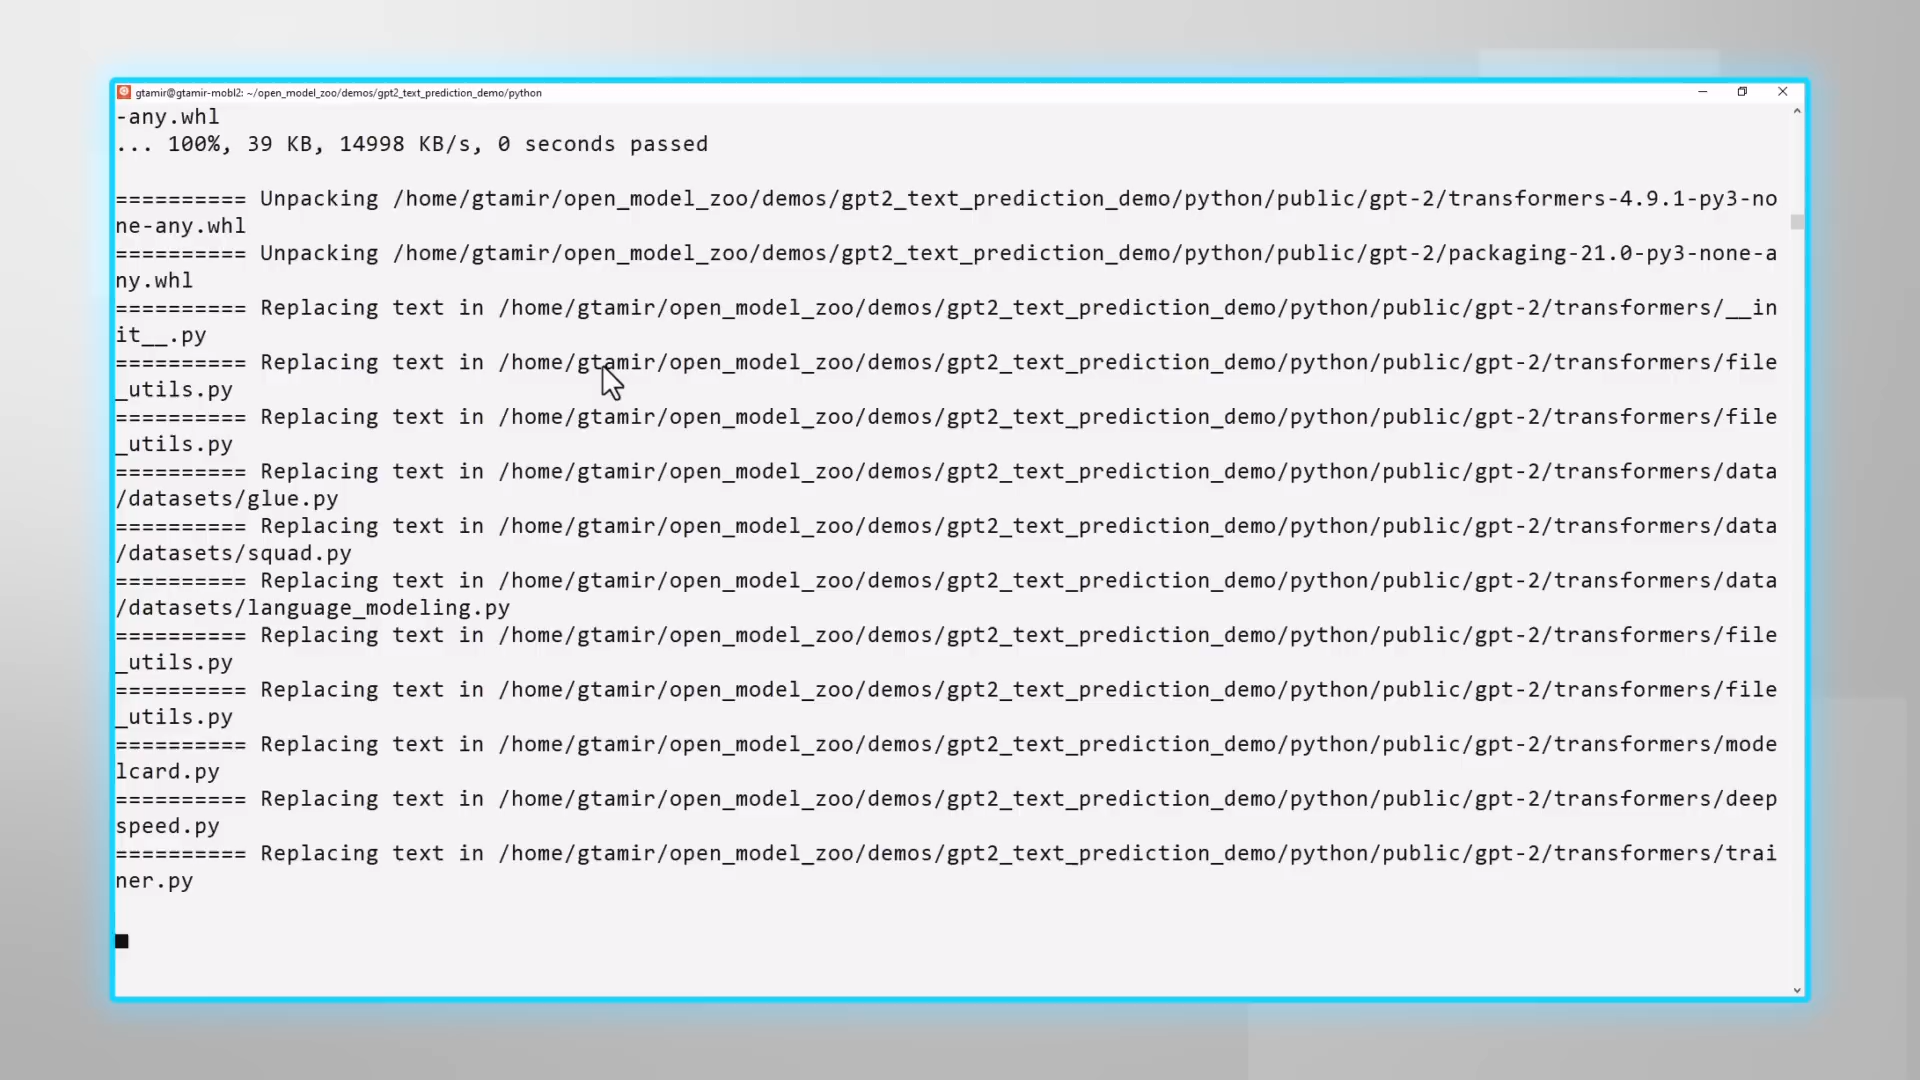 gtamir@gtamir-mobl2: ~/open_model_zoo/demos/gpt2_text_prediction_demo/python
-any.whl
... 100%, 39 KB, 14998 KB/s, 0 seconds passed
========== Unpacking /home/gtamir/open_model_zoo/demos/gpt2_text_prediction_demo/python/public/gpt-2/transformers-4.9.1-py3-no
ne-any.whl
========== Unpacking /home/gtamir/open_model_zoo/demos/gpt2_text_prediction_demo/python/public/gpt-2/packaging-21.0-py3-none-a
ny.whl
========== Replacing text in /home/gtamir/open_model_zoo/demos/gpt2_text_prediction_demo/python/public/gpt-2/transformers/__in
it__.py
========== Replacing text in /home/gtamir/open_model_zoo/demos/gpt2_text_prediction_demo/python/public/gpt-2/transformers/file
_utils.py
========== Replacing text in /home/gtamir/open_model_zoo/demos/gpt2_text_prediction_demo/python/public/gpt-2/transformers/file
_utils.py
========== Replacing text in /home/gtamir/open_model_zoo/demos/gpt2_text_prediction_demo/python/public/gpt-2/transformers/data
/datasets/glue.py
========== Replacing text in /home/gtamir/open_model_zoo/demos/gpt2_text_prediction_demo/python/public/gpt-2/transformers/data
/datasets/squad.py
========== Replacing text in /home/gtamir/open_model_zoo/demos/gpt2_text_prediction_demo/python/public/gpt-2/transformers/data
/datasets/language_modeling.py
========== Replacing text in /home/gtamir/open_model_zoo/demos/gpt2_text_prediction_demo/python/public/gpt-2/transformers/file
_utils.py
========== Replacing text in /home/gtamir/open_model_zoo/demos/gpt2_text_prediction_demo/python/public/gpt-2/transformers/file
_utils.py
========== Replacing text in /home/gtamir/open_model_zoo/demos/gpt2_text_prediction_demo/python/public/gpt-2/transformers/mode
lcard.py
========== Replacing text in /home/gtamir/open_model_zoo/demos/gpt2_text_prediction_demo/python/public/gpt-2/transformers/deep
speed.py
========== Replacing text in /home/gtamir/open_model_zoo/demos/gpt2_text_prediction_demo/python/public/gpt-2/transformers/trai
ner.py